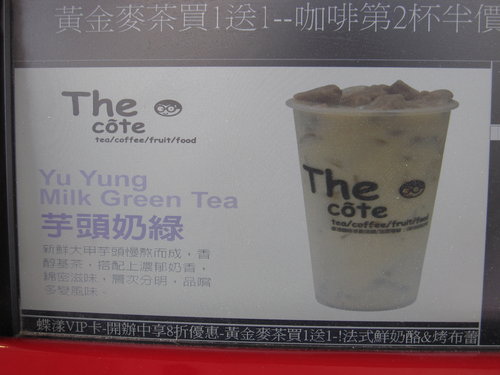 黃金麥茶買1送1--咖啡第2杯半價
The
côte
tea/coffee/fruit/food
Yu Yung
Milk Green Tea
芋頭奶綠
新鮮大甲芋頭慢熬而成，香
醇基茶，搭配上濃郁奶香，
綿密滋味，層次分明，品嚐
多變風味。
The
côte
tea/coffee/fruit/food
蝶漾VIP卡-開辦中享8折優惠-黃金麥茶買1送1-!法式鮮奶酪&烤布蕾